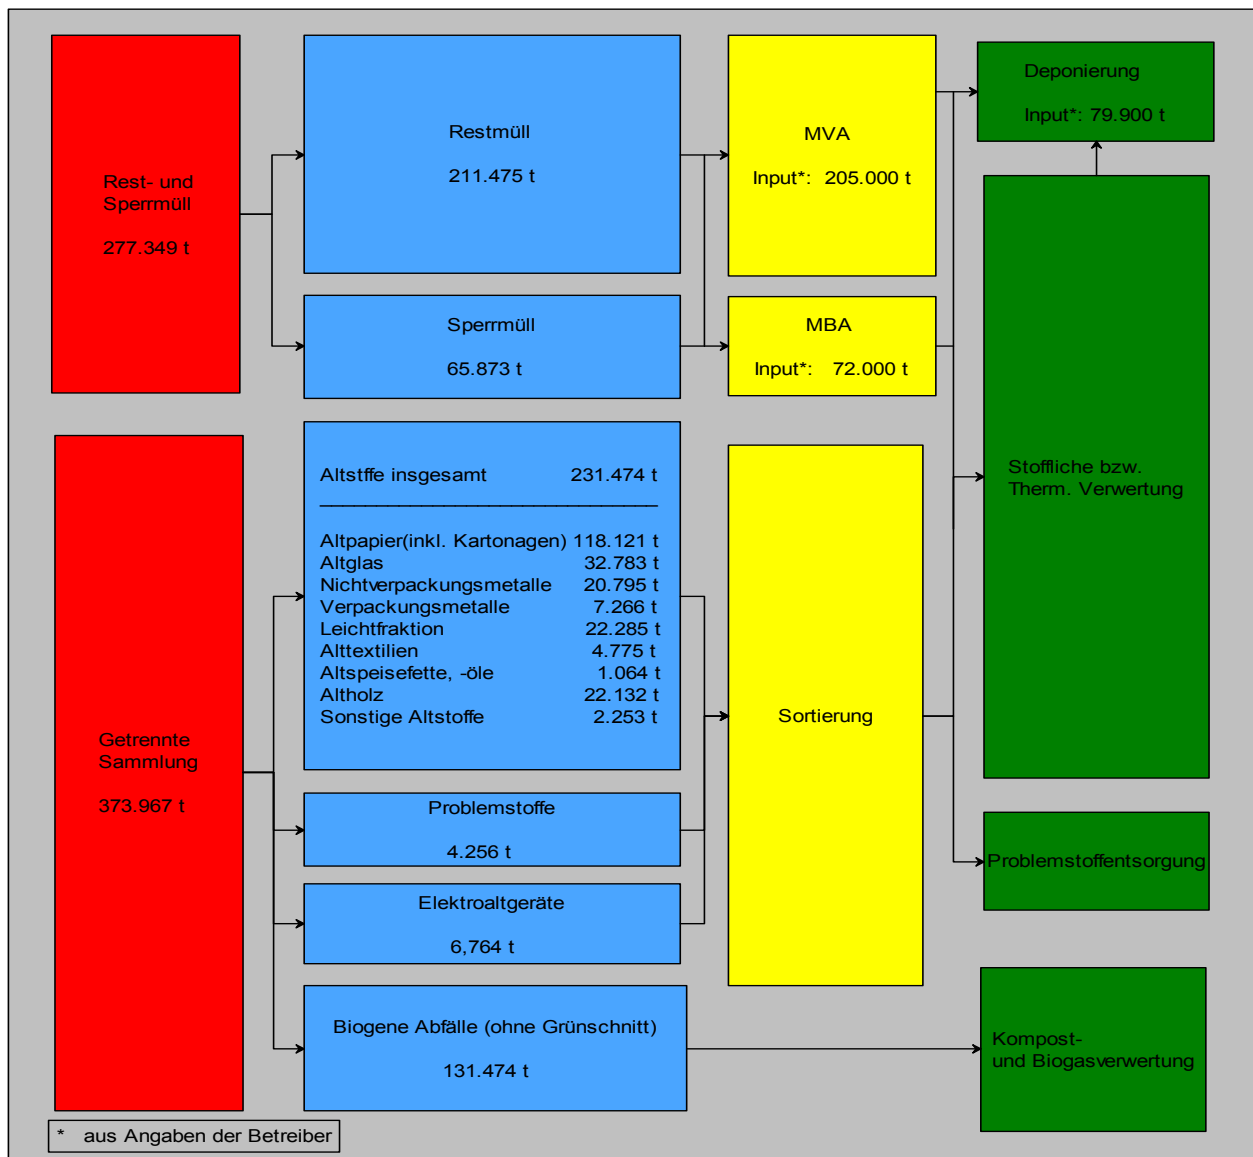 Rest- und
Sperrmüll
277.349 t
Restmüll
211.475 t
Sperrmüll
65.873 t
MVA
Input*: 205.000 t
MBA
Input*: 72.000 t
Deponierung
Input*: 79.900 t
Stoffliche bzw.
Therm. Verwertung
Getrennte
Sammlung
373.967 t
Altstffe insgesamt 231.474 t
Altpapier(inkl. Kartonagen) 118.121 t
Altglas 32.783 t
Nichtverpackungsmetalle 20.795 t
Verpackungsmetalle 7.266 t
Leichtfraktion 22.285 t
Alttextilien 4.775 t
Altspeisefette, -öle 1.064 t
Altholz 22.132 t
Sonstige Altstoffe 2.253 t
Problemstoffe
4.256 t
Elektroaltgeräte
6,764 t
Biogene Abfälle (ohne Grünschnitt)
131.474 t
Sortierung
Problemstoffentsorgung
Kompost-
und Biogasverwertung
* aus Angaben der Betreiber